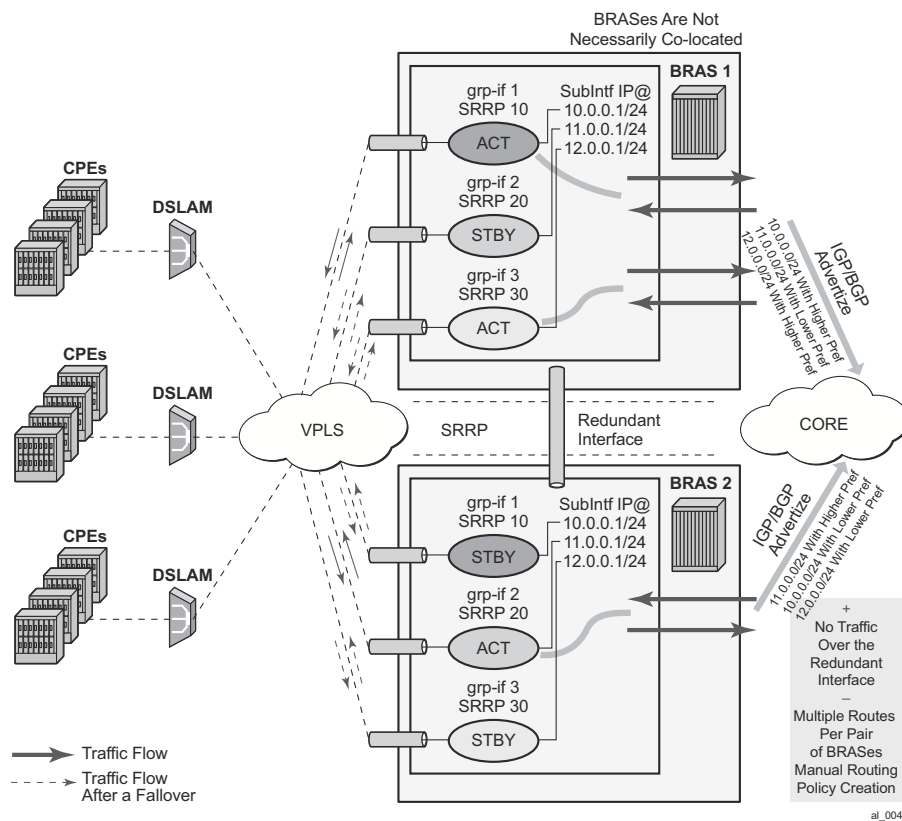 BRASes Are Not
Necessarily Co-located
BRAS 1
grp-if 1
SRRP 10
ACT
SubIntf IP@
10.0.0.1/24
11.0.0.1/24
12.0.0.1/24
grp-if 2
SRRP 20
STBY
grp-if 3
SRRP 30
ACT
CPEs
DSLAM
CPEs
DSLAM
CPEs
DSLAM
VPLS
SRRP
Redundant
Interface
IGP/BGP
Advertize
10.0.0.0/24 With Higher Pref
11.0.0.0/24 With Lower Pref
12.0.0.0/24 With Higher Pref
CORE
BRAS 2
grp-if 1
SRRP 10
STBY
SubIntf IP@
10.0.0.1/24
11.0.0.1/24
12.0.0.1/24
grp-if 2
SRRP 20
ACT
grp-if 3
SRRP 30
STBY
IGP/BGP
Advertize
11.0.0.0/24 With Higher Pref
10.0.0.0/24 With Lower Pref
12.0.0.0/24 With Lower Pref
+
No Traffic
Over the
Redundant
Interface
–
Multiple Routes
Per Pair
of BRASes
Manual Routing
Policy Creation
Traffic Flow
Traffic Flow
After a Fallover
al_004